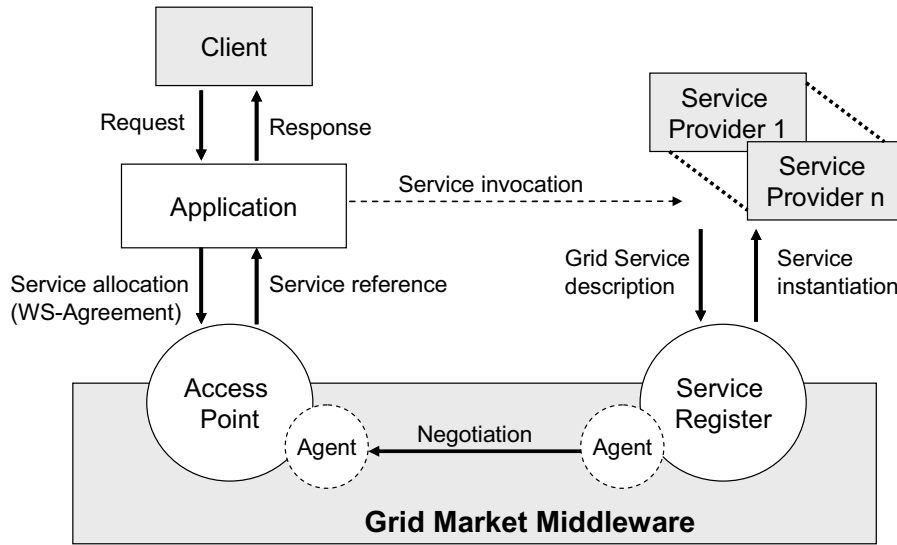 Client
Request
Response
Service
Provider 1
Service
Provider n
Application
Service invocation
Service allocation
(WS-Agreement)
Service reference
Grid Service
description
Service
instantiation
Access
Point
Service
Register
Agent
Negotiation
Agent
Grid Market Middleware